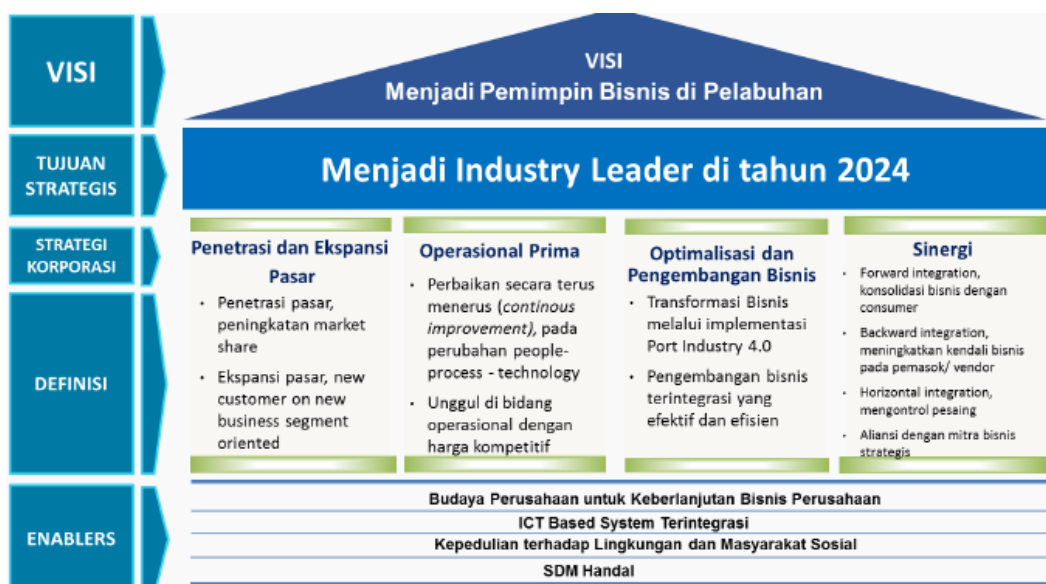 VISI
VISI
Menjadi Pemimpin Bisnis di Pelabuhan
TUJUAN
STRATEGIS
Menjadi Industry Leader di tahun 2024
STRATEGI
KORPORASI
DEFINISI
Penetrasi dan Ekspansi
Pasar
• Penetrasi pasar,
peningkatan market
share
• Ekspansi pasar, new
customer on new
business segment
oriented
Operasional Prima
• Perbaikan secara terus
menerus (continous
improvement), pada
perubahan people-
process - technology
• Unggul di bidang
operasional dengan
harga kompetitif
Optimalisasi dan
Pengembangan Bisnis
• Transformasi Bisnis
melalui implementasi
Port Industry 4.0
• Pengembangan bisnis
terintegrasi yang
efektif dan efisien
Sinergi
• Forward integration,
konsolidasi bisnis dengan
consumer
• Backward integration,
meningkatkan kendali bisnis
pada pemasok/ vendor
• Horizontal integration,
mengontrol pesaing
• Aliansi dengan mitra bisnis
strategis
ENABLERS
Budaya Perusahaan untuk Keberlanjutan Bisnis Perusahaan
ICT Based System Terintegrasi
Kepedulian terhadap Lingkungan dan Masyarakat Sosial
SDM Handal